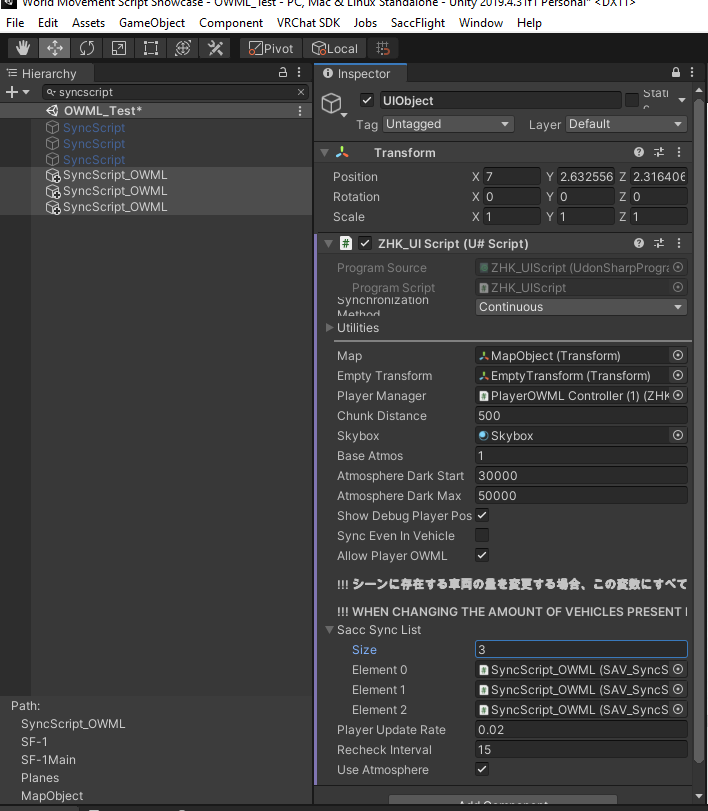 World Movement Script Showcase - OWML_Test - PC, Mac & Linux Standalone - Unity 2019.4.31f1 Personal* <DX11>
File Edit Assets GameObject Component VRChat SDK Jobs SaccFlight Window Help
Pivot Local
Hierarchy
syncscript
OWML_Test*
SyncScript
SyncScript
SyncScript
SyncScript_OWML
SyncScript_OWML
SyncScript_OWML
Path:
SyncScript_OWML
SF-1
SF-1Main
Planes
MapObject
Inspector
UIObject
Static
Tag Untagged Layer Default
Transform
Position X 7 Y 2.632556 Z 2.316406
Rotation X 0 Y 0 Z 0
Scale X 1 Y 1 Z 1
ZHK_UI Script (U# Script)
Program Source ZHK_UIScript (UdonSharpProgra
Program Script ZHK_UIScript
Synchronization Method Continuous
Utilities
Map MapObject (Transform)
Empty Transform EmptyTransform (Transform)
Player Manager PlayerOWML Controller (1) (ZHK
Chunk Distance 500
Skybox Skybox
Base Atmos 1
Atmosphere Dark Start 30000
Atmosphere Dark Max 50000
Show Debug Player Pos
Sync Even In Vehicle
Allow Player OWML
!!! シーンに存在する車両の量を変更する場合、この変数にすべて
!!! WHEN CHANGING THE AMOUNT OF VEHICLES PRESENT
Sacc Sync List
Size 3
Element 0 SyncScript_OWML (SAV_SyncS
Element 1 SyncScript_OWML (SAV_SyncS
Element 2 SyncScript_OWML (SAV_SyncS
Player Update Rate 0.02
Recheck Interval 15
Use Atmosphere
Add Component